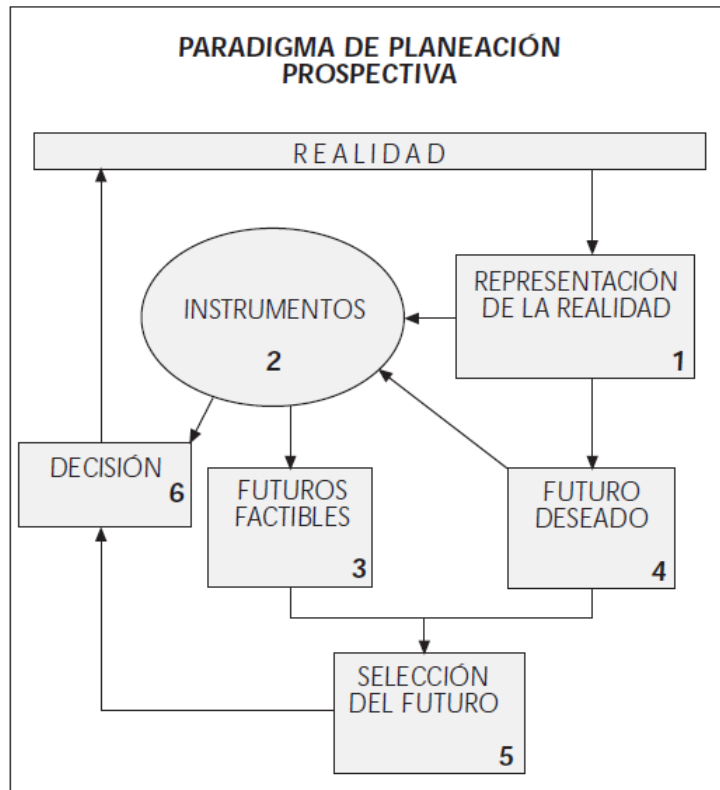 PARADIGMA DE PLANEACIÓN
PROSPECTIVA
REALIDAD
REPRESENTACIÓN
DE LA REALIDAD
1
INSTRUMENTOS
2
DECISIÓN
6
FUTUROS
FACTIBLES
3
FUTURO
DESEADO
4
SELECCIÓN
DEL FUTURO
5